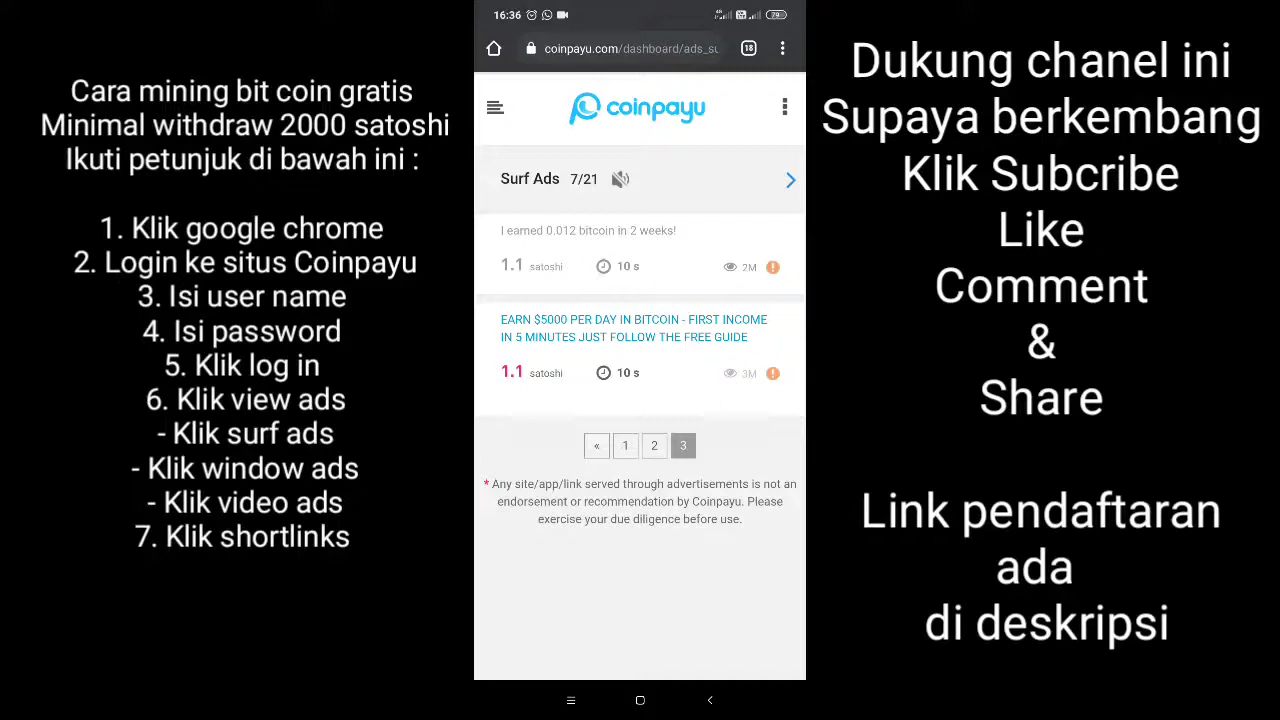 Cara mining bit coin gratis
Minimal withdraw 2000 satoshi
Ikuti petunjuk di bawah ini :
1. Klik google chrome
2. Login ke situs Coinpayu
3. Isi user name
4. Isi password
5. Klik log in
6. Klik view ads
- Klik surf ads
- Klik window ads
- Klik video ads
7. Klik shortlinks
16:36
79
coinpayu.com/dashboard/ads_su
18
coinpayu
Surf Ads 7/21
I earned 0.012 bitcoin in 2 weeks!
1.1 satoshi 10 s 2M
EARN $5000 PER DAY IN BITCOIN - FIRST INCOME
IN 5 MINUTES JUST FOLLOW THE FREE GUIDE
1.1 satoshi 10 s 3M
« 1 2 3
* Any site/app/link served through advertisements is not an
endorsement or recommendation by Coinpayu. Please
exercise your due diligence before use.
Dukung chanel ini
Supaya berkembang
Klik Subcribe
Like
Comment
&
Share
Link pendaftaran
ada
di deskripsi